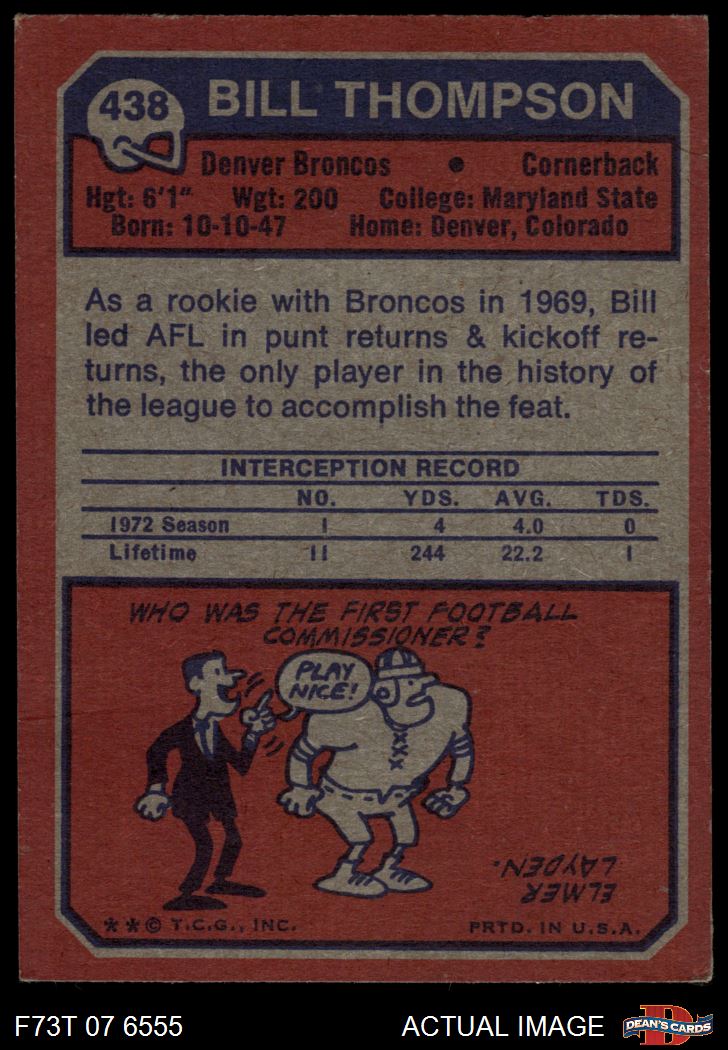 438
BILL THOMPSON
Denver Broncos • Cornerback
Hgt: 6'1" Wgt: 200 College: Maryland State
Born: 10-10-47 Home: Denver, Colorado
As a rookie with Broncos in 1969, Bill
led AFL in punt returns & kickoff re-
turns, the only player in the history of
the league to accomplish the feat.
INTERCEPTION RECORD
NO. YDS. AVG. TDS.
1972 Season 1 4 4.0 0
Lifetime 11 244 22.2 1
WHO WAS THE FIRST FOOTBALL
COMMISSIONER?
PLAY
NICE!
ELMER
LAYDEN.
**© T.C.G., INC. PRTD. IN U.S.A.
F73T 07 6555 ACTUAL IMAGE
D
DEAN'S CARDS